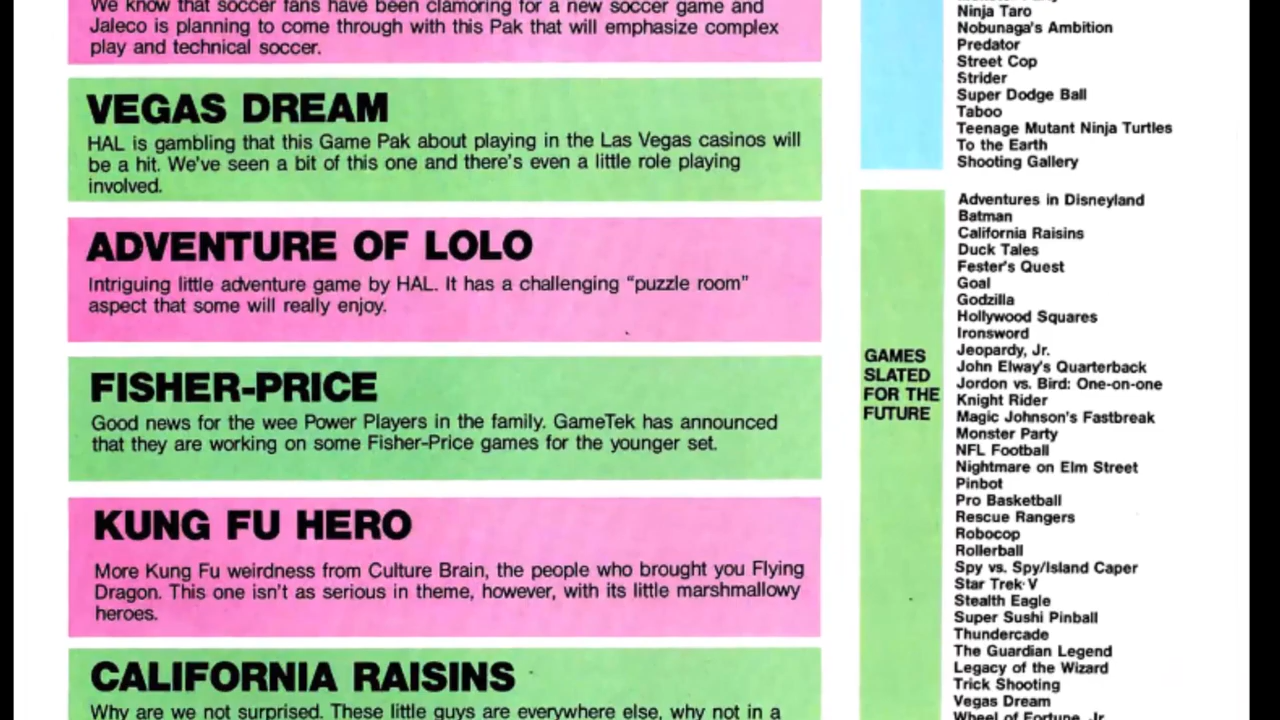 We know that soccer fans have been clamoring for a new soccer game and
Jaleco is planning to come through with this Pak that will emphasize complex
play and technical soccer.
VEGAS DREAM
HAL is gambling that this Game Pak about playing in the Las Vegas casinos will
be a hit. We've seen a bit of this one and there's even a little role playing
involved.
ADVENTURE OF LOLO
Intriguing little adventure game by HAL. It has a challenging "puzzle room"
aspect that some will really enjoy.
FISHER-PRICE
Good news for the wee Power Players in the family. GameTek has announced
that they are working on some Fisher-Price games for the younger set.
KUNG FU HERO
More Kung Fu weirdness from Culture Brain, the people who brought you Flying
Dragon. This one isn't as serious in theme, however, with its little marshmallowy
heroes.
CALIFORNIA RAISINS
Why are we not surprised. These little guys are everywhere else, why not in a
Ninja Taro
Nobunaga's Ambition
Predator
Street Cop
Strider
Super Dodge Ball
Taboo
Teenage Mutant Ninja Turtles
To the Earth
Shooting Gallery
GAMES
SLATED
FOR THE
FUTURE
Adventures in Disneyland
Batman
California Raisins
Duck Tales
Fester's Quest
Goal
Godzilla
Hollywood Squares
Ironsword
Jeopardy, Jr.
John Elway's Quarterback
Jordon vs. Bird: One-on-one
Knight Rider
Magic Johnson's Fastbreak
Monster Party
NFL Football
Nightmare on Elm Street
Pinbot
Pro Basketball
Rescue Rangers
Robocop
Rollerball
Spy vs. Spy/Island Caper
Star Trek V
Stealth Eagle
Super Sushi Pinball
Thundercade
The Guardian Legend
Legacy of the Wizard
Trick Shooting
Vegas Dream
Wheel of Fortune, Jr.